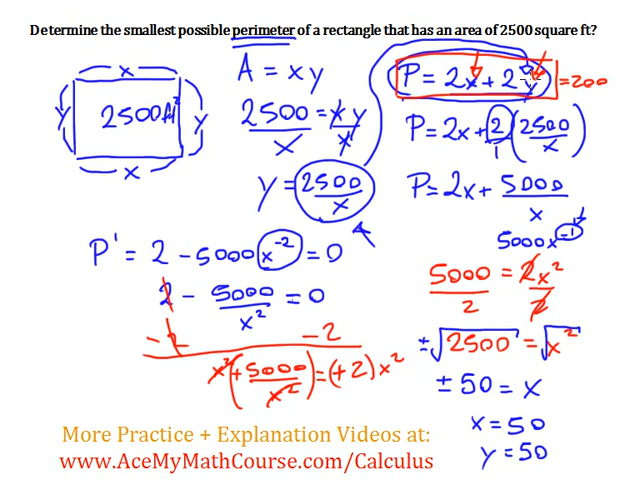 Determine the smallest possible perimeter of a rectangle that has an area of 2500 square ft?
x
y 2500 ft² y
x
A = xy
2500/x = xy/x
y = 2500/x
P = 2x + 2y = 200
P = 2x + 2/1 (2500/x)
P = 2x + 5000/x
5000x⁻¹
P' = 2 - 5000x⁻² = 0
2 - 5000/x² = 0
-2 -2
x²(+5000/x²) = (+2)x²
5000/2 = 2x²/2
±√2500 = √x²
± 50 = x
x = 50
y = 50
More Practice + Explanation Videos at:
www.AceMyMathCourse.com/Calculus